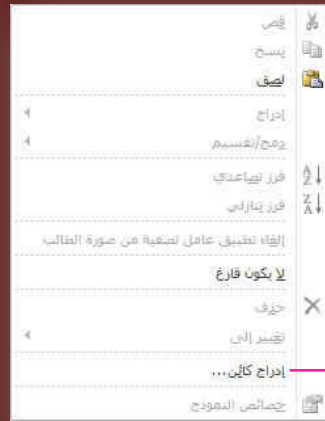 قص
نسخ
لصق
إدراج
دمج/تقسيم
فرز تصاعدي
فرز تنازلي
إلغاء تطبيق عامل تصفية من صورة الطالب
لا يكون فارغ
حذف
تغيير إلى
إدراج كائن...
خصائص النموذج